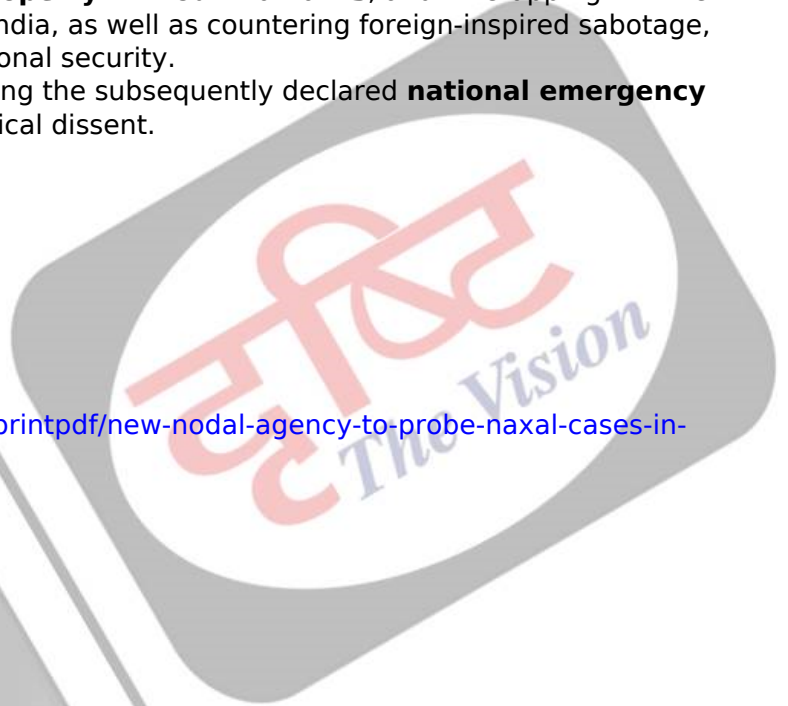 ndia, as well as countering foreign-inspired sabotage,
onal security.
ng the subsequently declared national emergency
ical dissent.
दृष्टि
The Vision
printpdf/new-nodal-agency-to-probe-naxal-cases-in-